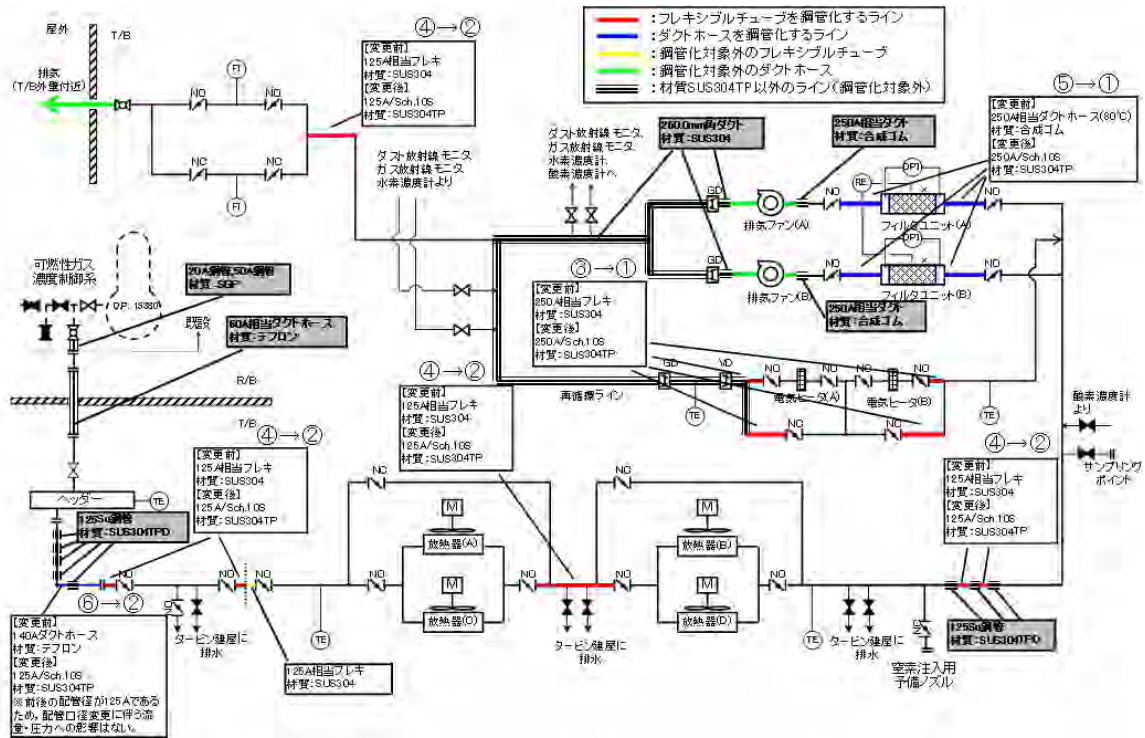 屋外
T/B
排気
(T/B外壁付近)
NO
FT
NO
NC
FT
NC
④→②
【変更前】
125A相当フレキ
材質:SUS304
【変更後】
125A/Sch.10S
材質:SUS304TP
:フレキシブルチューブを鋼管化するライン
:ダクトホースを鋼管化するライン
:鋼管化対象外のフレキシブルチューブ
:鋼管化対象外のダクトホース
:材質SUS304TP以外のライン(鋼管化対象外)
⑤→①
【変更前】
250A相当ダクトホース(80℃)
材質:合成ゴム
【変更後】
250A/Sch.10S
材質:SUS304TP
ダスト放射線モニタ
ガス放射線モニタ
水素濃度計より
ダスト放射線モニタ
ガス放射線モニタ
水素濃度計
酸素濃度計へ
260.0mm角ダクト
材質:SUS304
250A相当ダクト
材質:合成ゴム
GD
排気ファン(A)
NO
RE
DPI
フィルタユニット(A)
NO
GD
排気ファン(B)
NO
DPI
フィルタユニット(B)
NO
250A相当ダクト
材質:合成ゴム
可燃性ガス
濃度制御系
O.P. 19380
20A鋼管,50A鋼管
材質:SGP
既設
60A相当ダクトホース
材質:テフロン
R/B
T/B
③→①
【変更前】
250A相当フレキ
材質:SUS304
【変更後】
250A/Sch.10S
材質:SUS304TP
GD
VD
NO
NO
NO
NO
電気ヒータ(A)
電気ヒータ(B)
NC
NC
TE
TE
再循環ライン
酸素濃度計
より
サンプリング
ポイント
④→②
【変更前】
125A相当フレキ
材質:SUS304
【変更後】
125A/Sch.10S
材質:SUS304TP
④→②
【変更前】
125A相当フレキ
材質:SUS304
【変更後】
125A/Sch.10S
材質:SUS304TP
④→②
【変更前】
125A相当フレキ
材質:SUS304
【変更後】
125A/Sch.10S
材質:SUS304TP
ヘッダー
TE
125Su鋼管
材質:SUS304TPD
NO
NO
NO
NC
NO
M
放熱器(A)
M
放熱器(C)
NO
NO
NC
M
放熱器(B)
M
放熱器(D)
NO
TE
TE
⑥→②
【変更前】
140Aダクトホース
材質:テフロン
【変更後】
125A/Sch.10S
材質:SUS304TP
※前後の配管径が125Aである
ため,配管口径変更に伴う流
量・圧力への影響はない。
タービン建屋に
排水
125A相当フレキ
材質:SUS304
タービン建屋に
排水
タービン建屋に
排水
窒素注入用
予備ノズル
125Su鋼管
材質:SUS304TPD